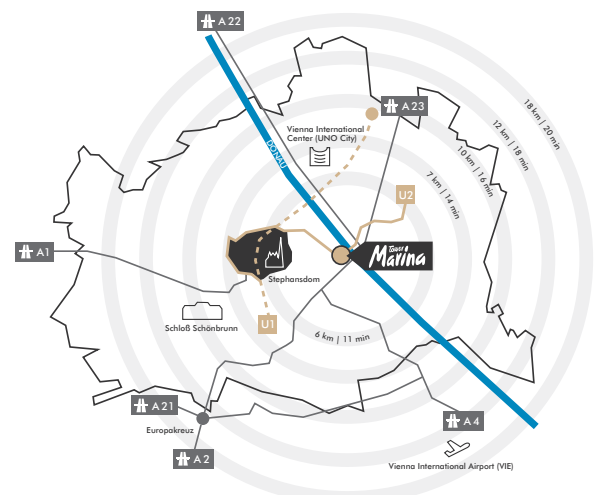 A 22
A 23
18 km | 20 min
12 km | 18 min
10 km | 16 min
7 km | 14 min
Vienna International
Center (UNO City)
DONAU
U2
A 1
Tower
Marina
Stephansdom
Schloß Schönbrunn
U1
6 km | 11 min
A 21
Europakreuz
A 2
A 4
Vienna International Airport (VIE)